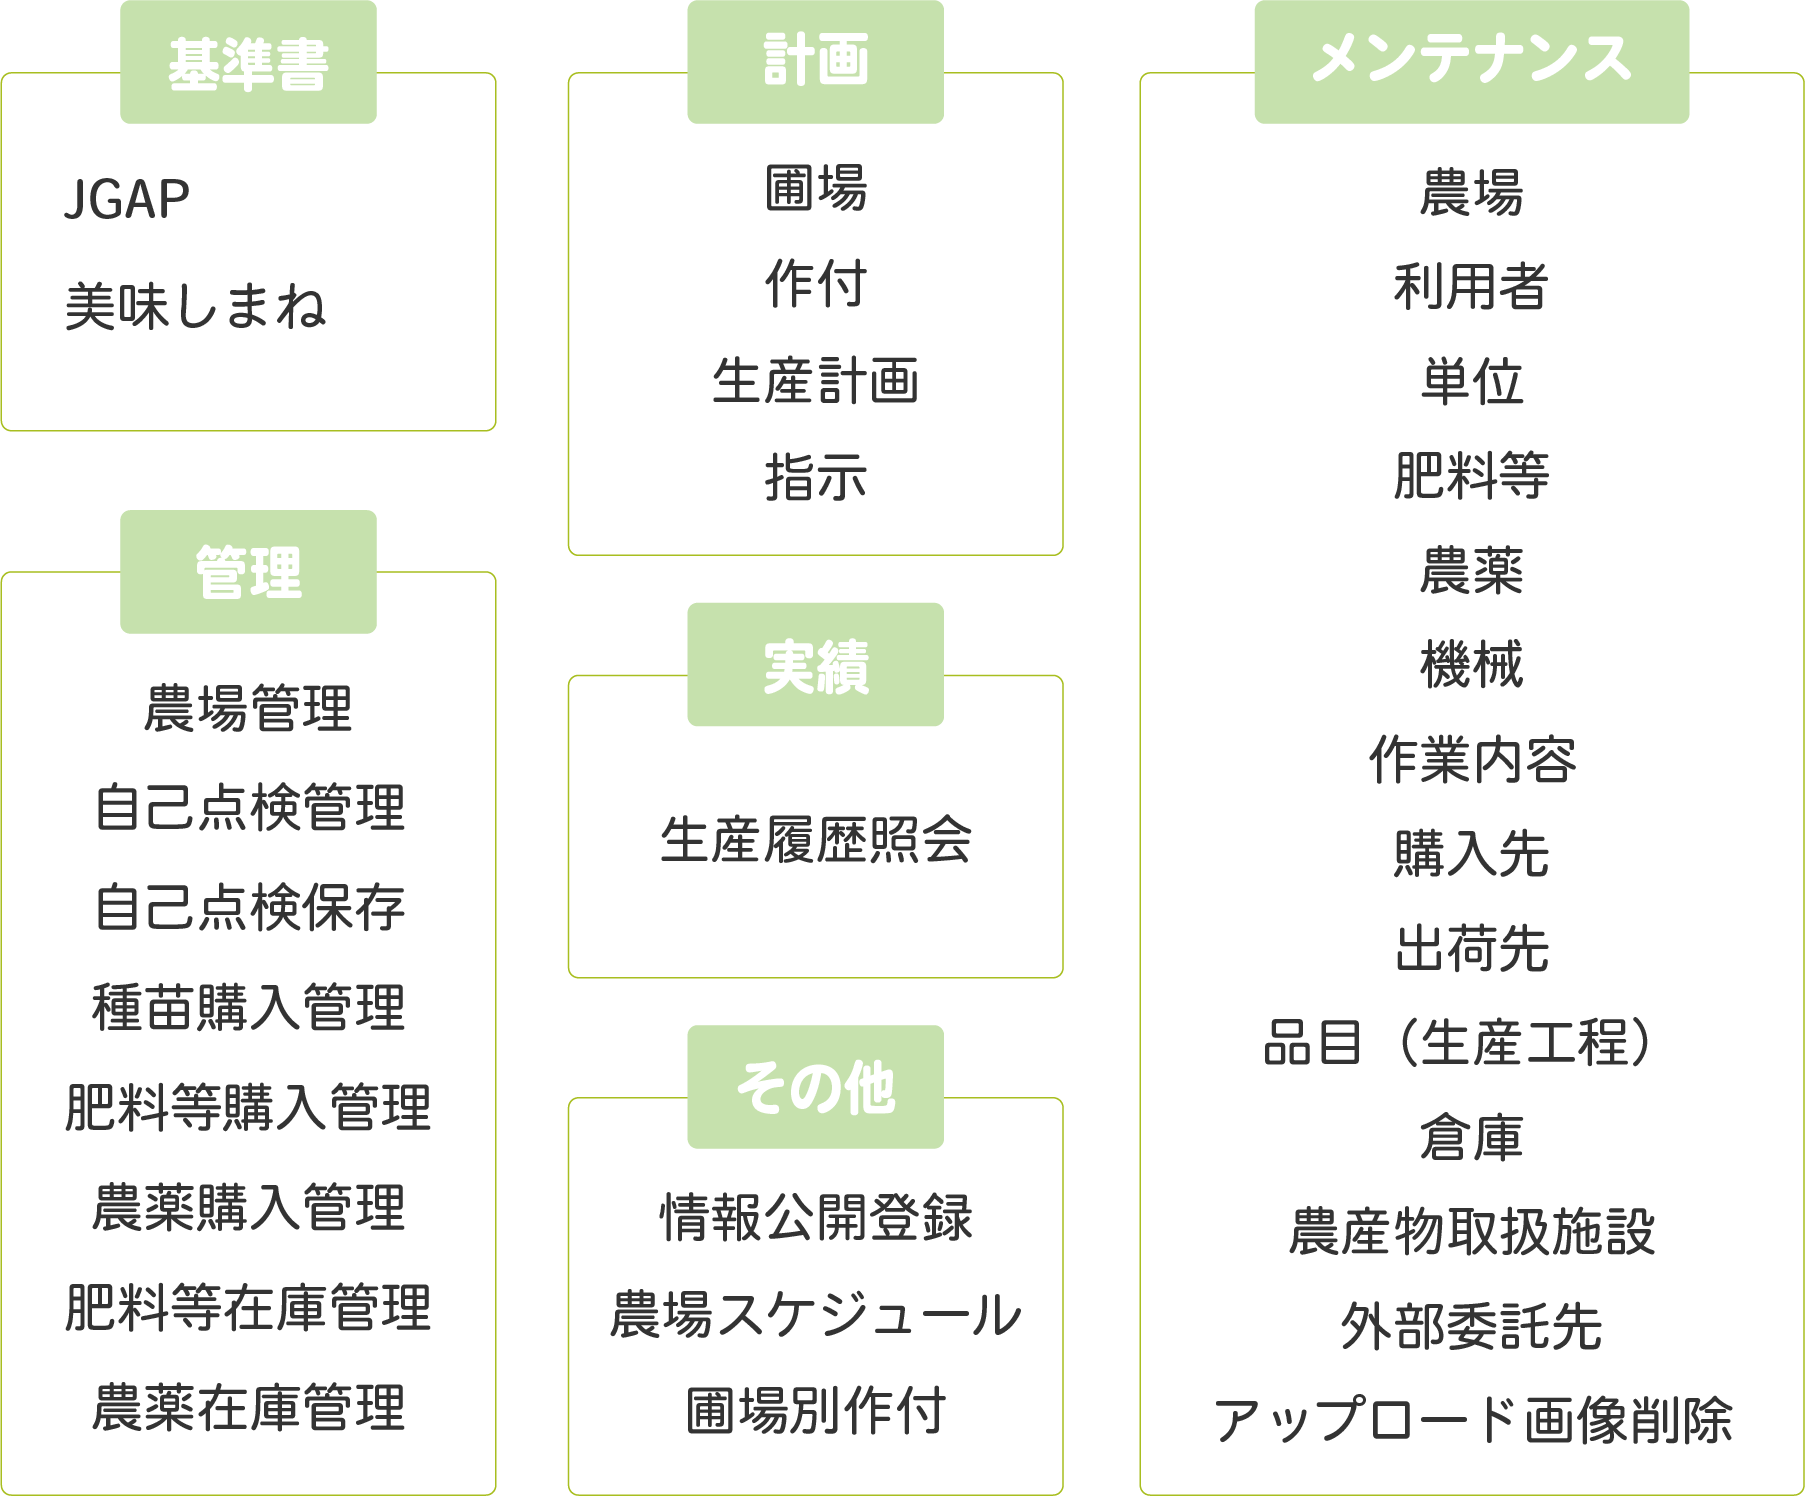 基準書
JGAP
美味しまね
管理
農場管理
自己点検管理
自己点検保存
種苗購入管理
肥料等購入管理
農薬購入管理
肥料等在庫管理
農薬在庫管理
計画
圃場
作付
生産計画
指示
実績
生産履歴照会
その他
情報公開登録
農場スケジュール
圃場別作付
メンテナンス
農場
利用者
単位
肥料等
農薬
機械
作業内容
購入先
出荷先
品目（生産工程）
倉庫
農産物取扱施設
外部委託先
アップロード画像削除